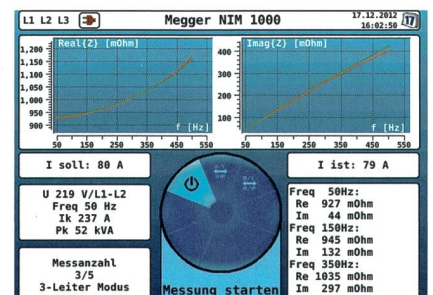 L1 L2 L3
Megger NIM 1000
17.12.2012
16:02:50
17
Real{Z} [mOhm]
1,200
1,150
1,100
1,050
1,000
950
900
f [Hz]
50 150 250 350 450 550
Imag{Z} [mOhm]
400
300
200
100
f [Hz]
50 150 250 350 450 550
I soll: 80 A
I ist: 79 A
U 219 V/L1-L2
Freq 50 Hz
Ik 237 A
Pk 52 kVA
Messanzahl
3/5
3-Leiter Modus
Messung starten
Freq 50Hz:
Re 927 mOhm
Im 44 mOhm
Freq 150Hz:
Re 945 mOhm
Im 132 mOhm
Freq 350Hz:
Re 1035 mOhm
Im 297 mOhm